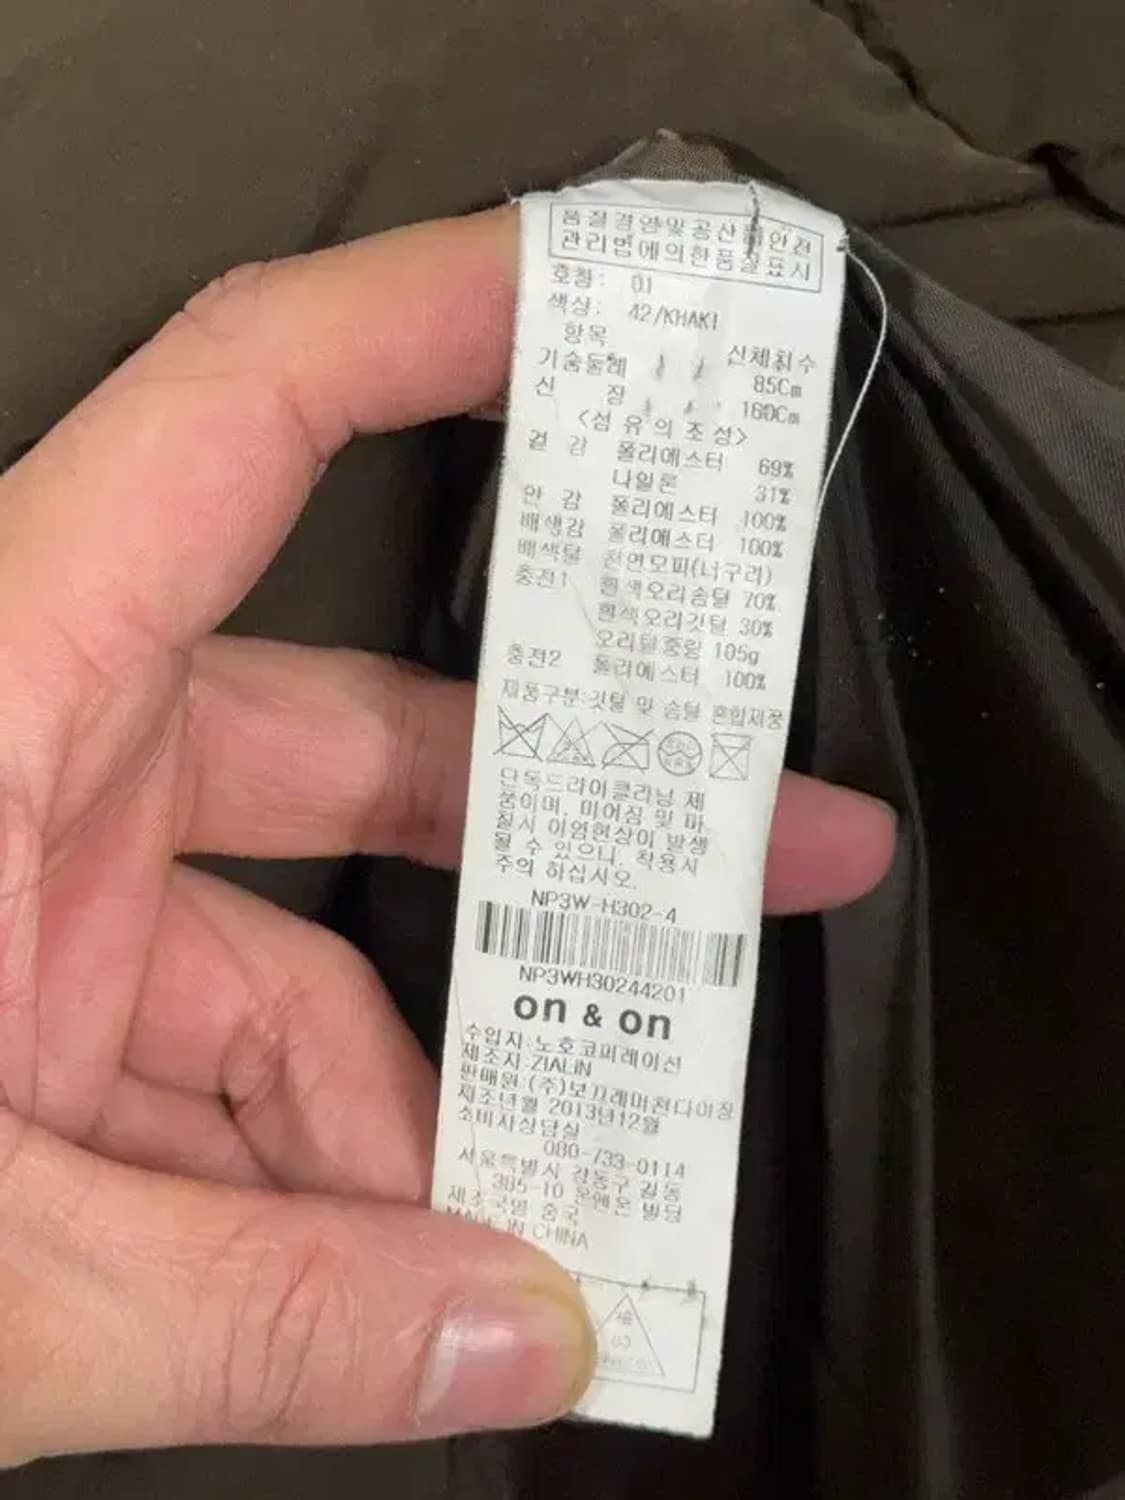 품질경영및공산품안전
관리법에의한품질표시
호칭: 01
색상: 42/KHAKI
항목 신체치수
가슴둘레 85Cm
신 장 160Cm
<섬 유 의 조 성>
겉 감 폴리에스터 69%
나일론 31%
안 감 폴리에스터 100%
배색감 폴리에스터 100%
배색털 천연모피(너구리)
충전1 흰색오리솜털 70%
흰색오리깃털 30%
오리털중량 105g
충전2 폴리에스터 100%
제품구분:깃털 및 솜털 혼합제품
단독드라이클리닝 제
품이며, 미어짐 및 마
찰시 이염현상이 발생
될 수 있으니, 착용시
주의 하십시오.
NP3W-H302-4
NP3WH30244201
on & on
수입자:노호코퍼레이션
제조자:ZIALIN
판매원:(주)보끄레머천다이징
제조년월 2013년12월
소비자상담실
080-733-0114
서울특별시 강동구 길동
385-10 온앤온 빌딩
제조국명 중국
MADE IN CHINA